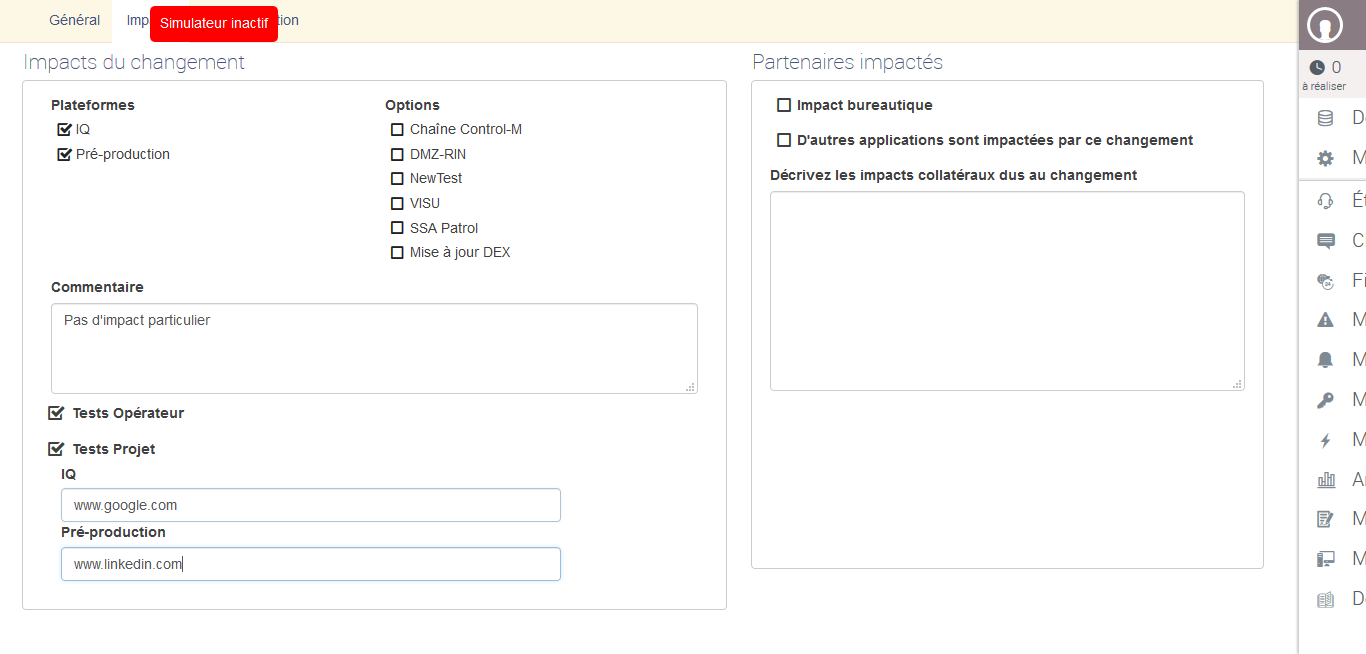 Général
Imp
Simulateur inactif
tion
Impacts du changement
Plateformes
IQ
Pré-production
Options
Chaîne Control-M
DMZ-RIN
NewTest
VISU
SSA Patrol
Mise à jour DEX
Commentaire
Pas d'impact particulier
Tests Opérateur
Tests Projet
IQ
www.google.com
Pré-production
www.linkedin.com
Partenaires impactés
Impact bureautique
D'autres applications sont impactées par ce changement
Décrivez les impacts collatéraux dus au changement
0
à réaliser
M
C
M
M
M
M
M
M